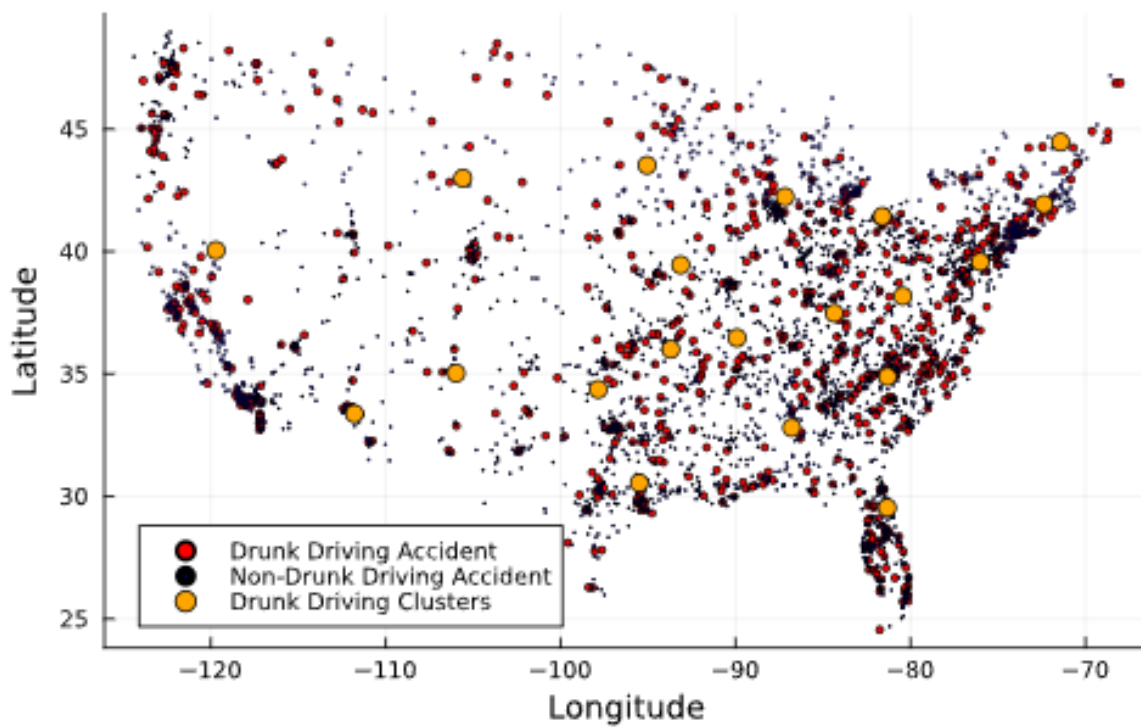 45
40
35
30
25
Latitude
Drunk Driving Accident
Non-Drunk Driving Accident
Drunk Driving Clusters
−120 −110 −100 −90 −80 −70
Longitude